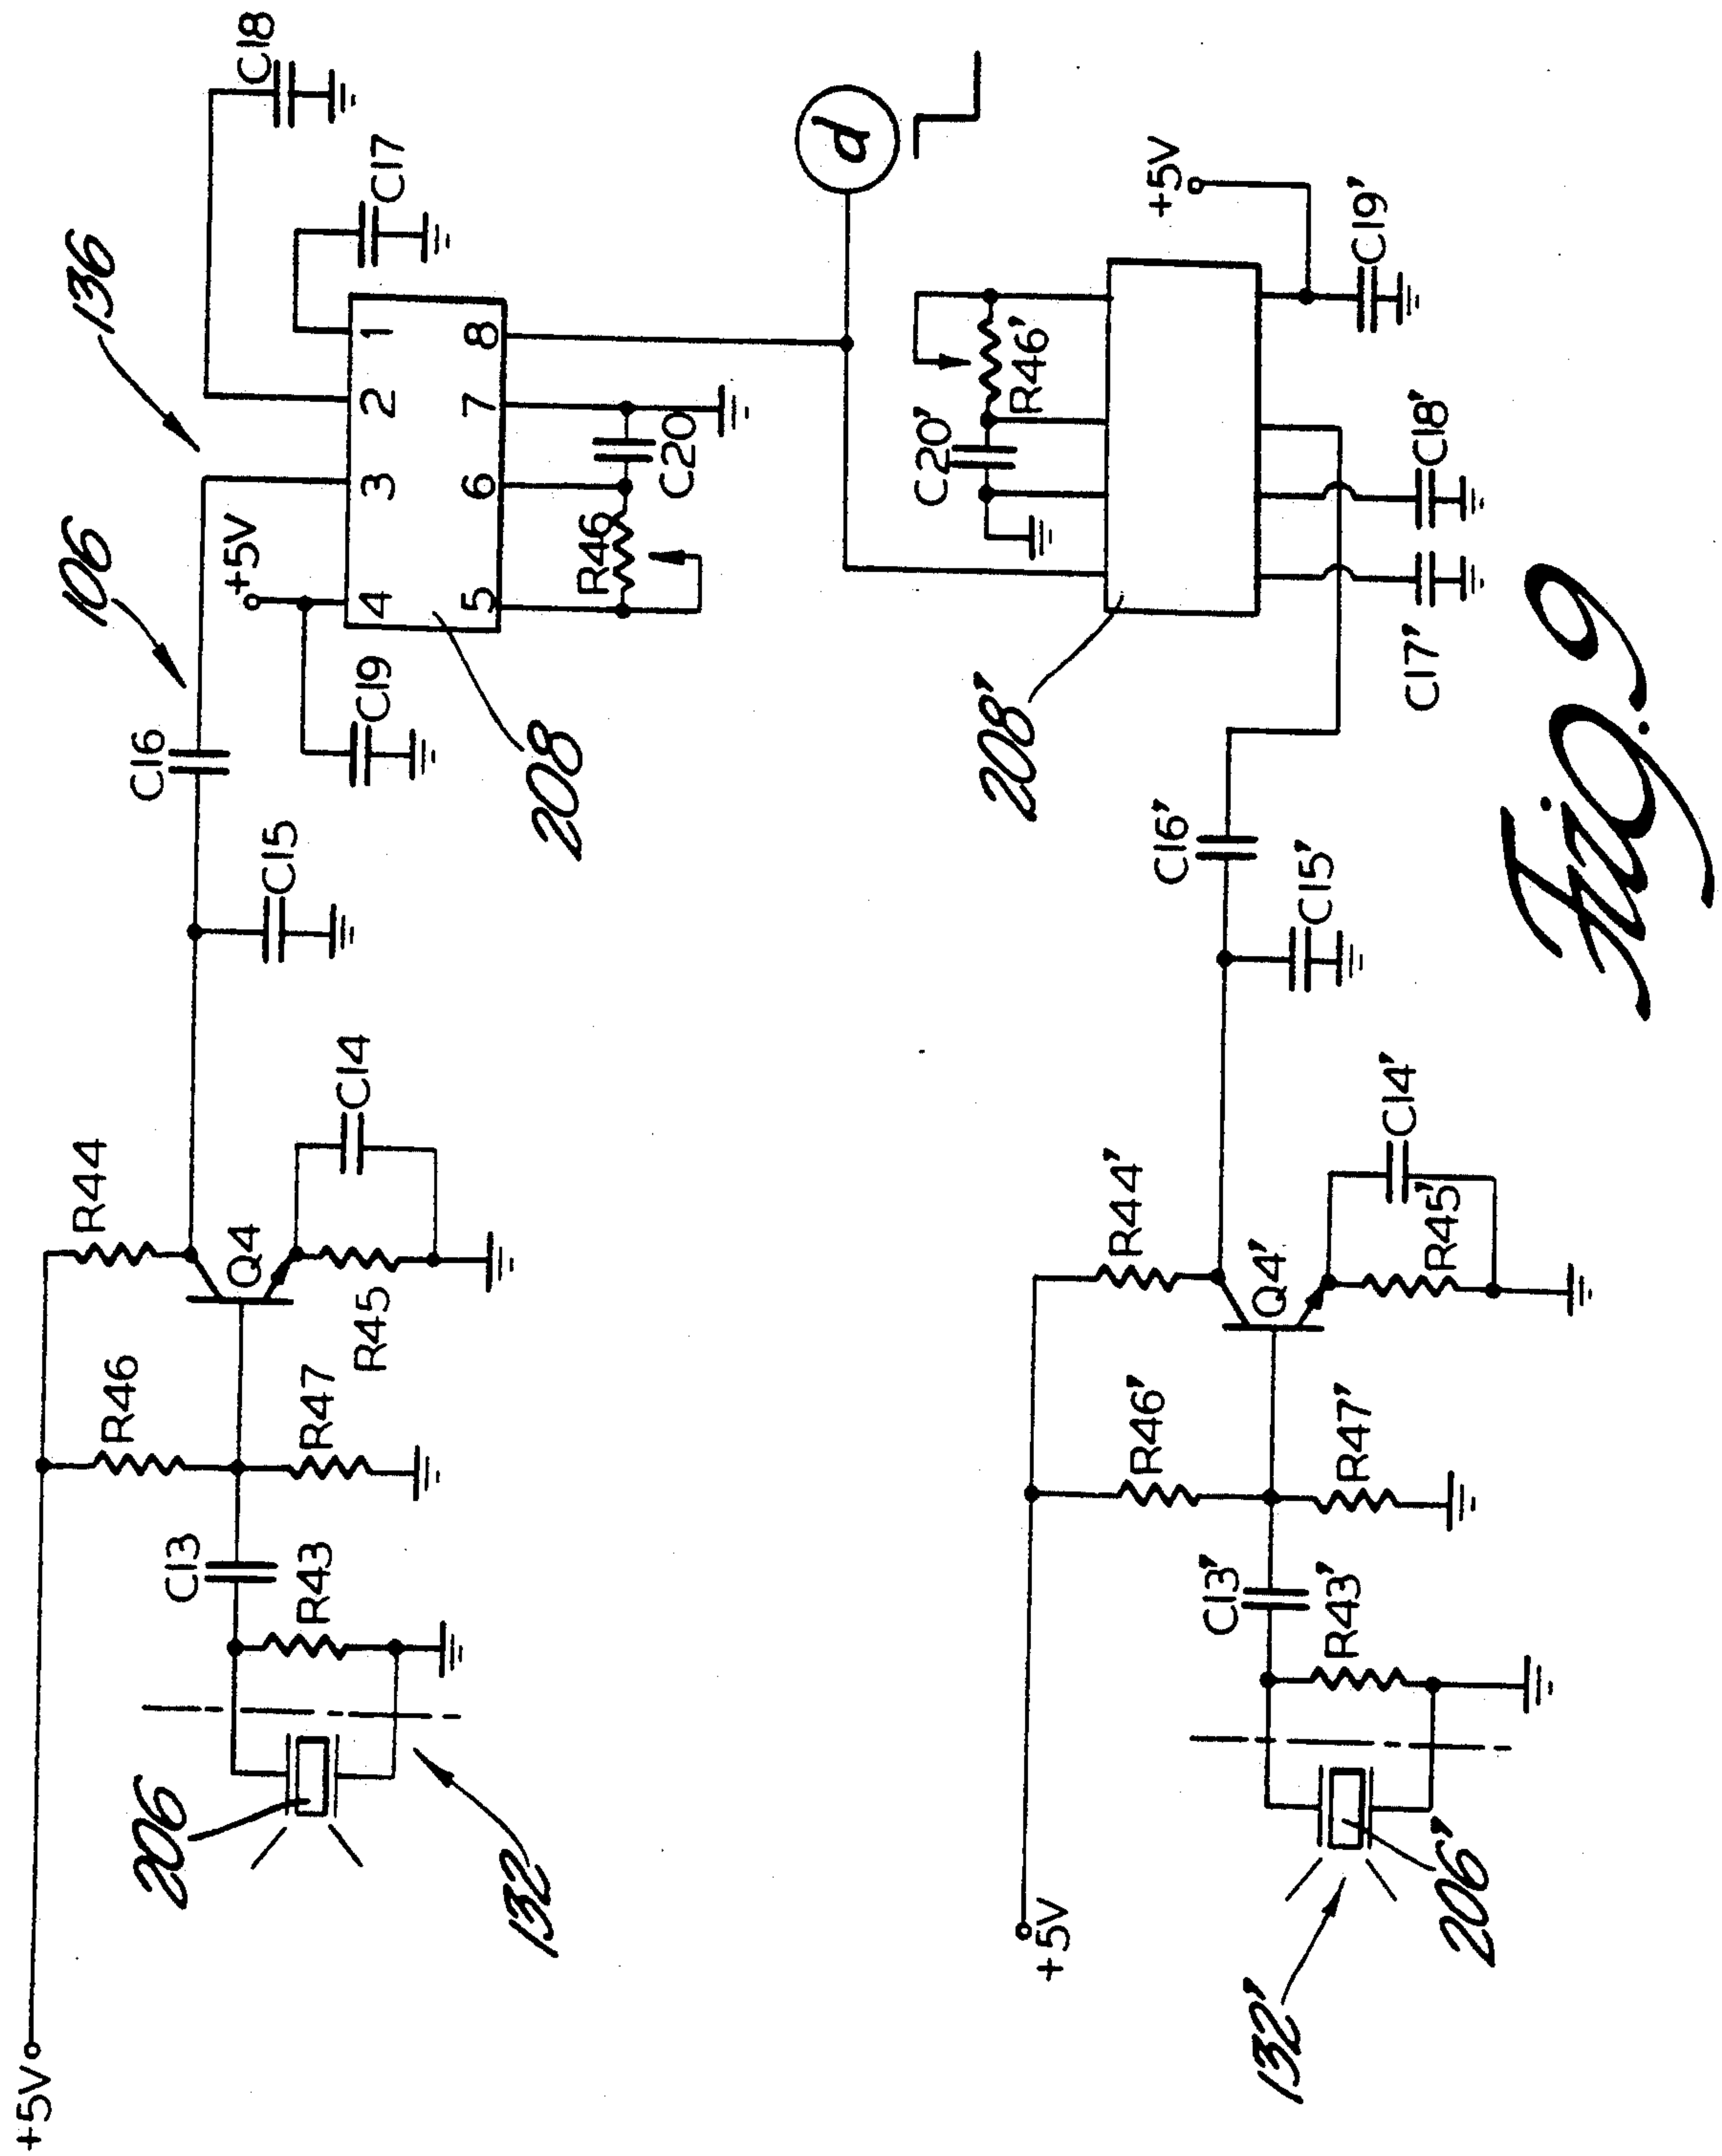 +5V
R46
R44
C13
R43
R47
Q4
R45
C14
206
132
C15
C16
106
136
+5V
C19
208
4
3
2
1
5
6
7
8
R46
C20
C17
C18
d
+5V
R46'
R44'
C13'
R43'
R47'
Q4'
R45'
C14'
132'
206'
C15'
C16'
208'
C20'
R46'
+5V
C19'
C17'
C18'
Fig. 9